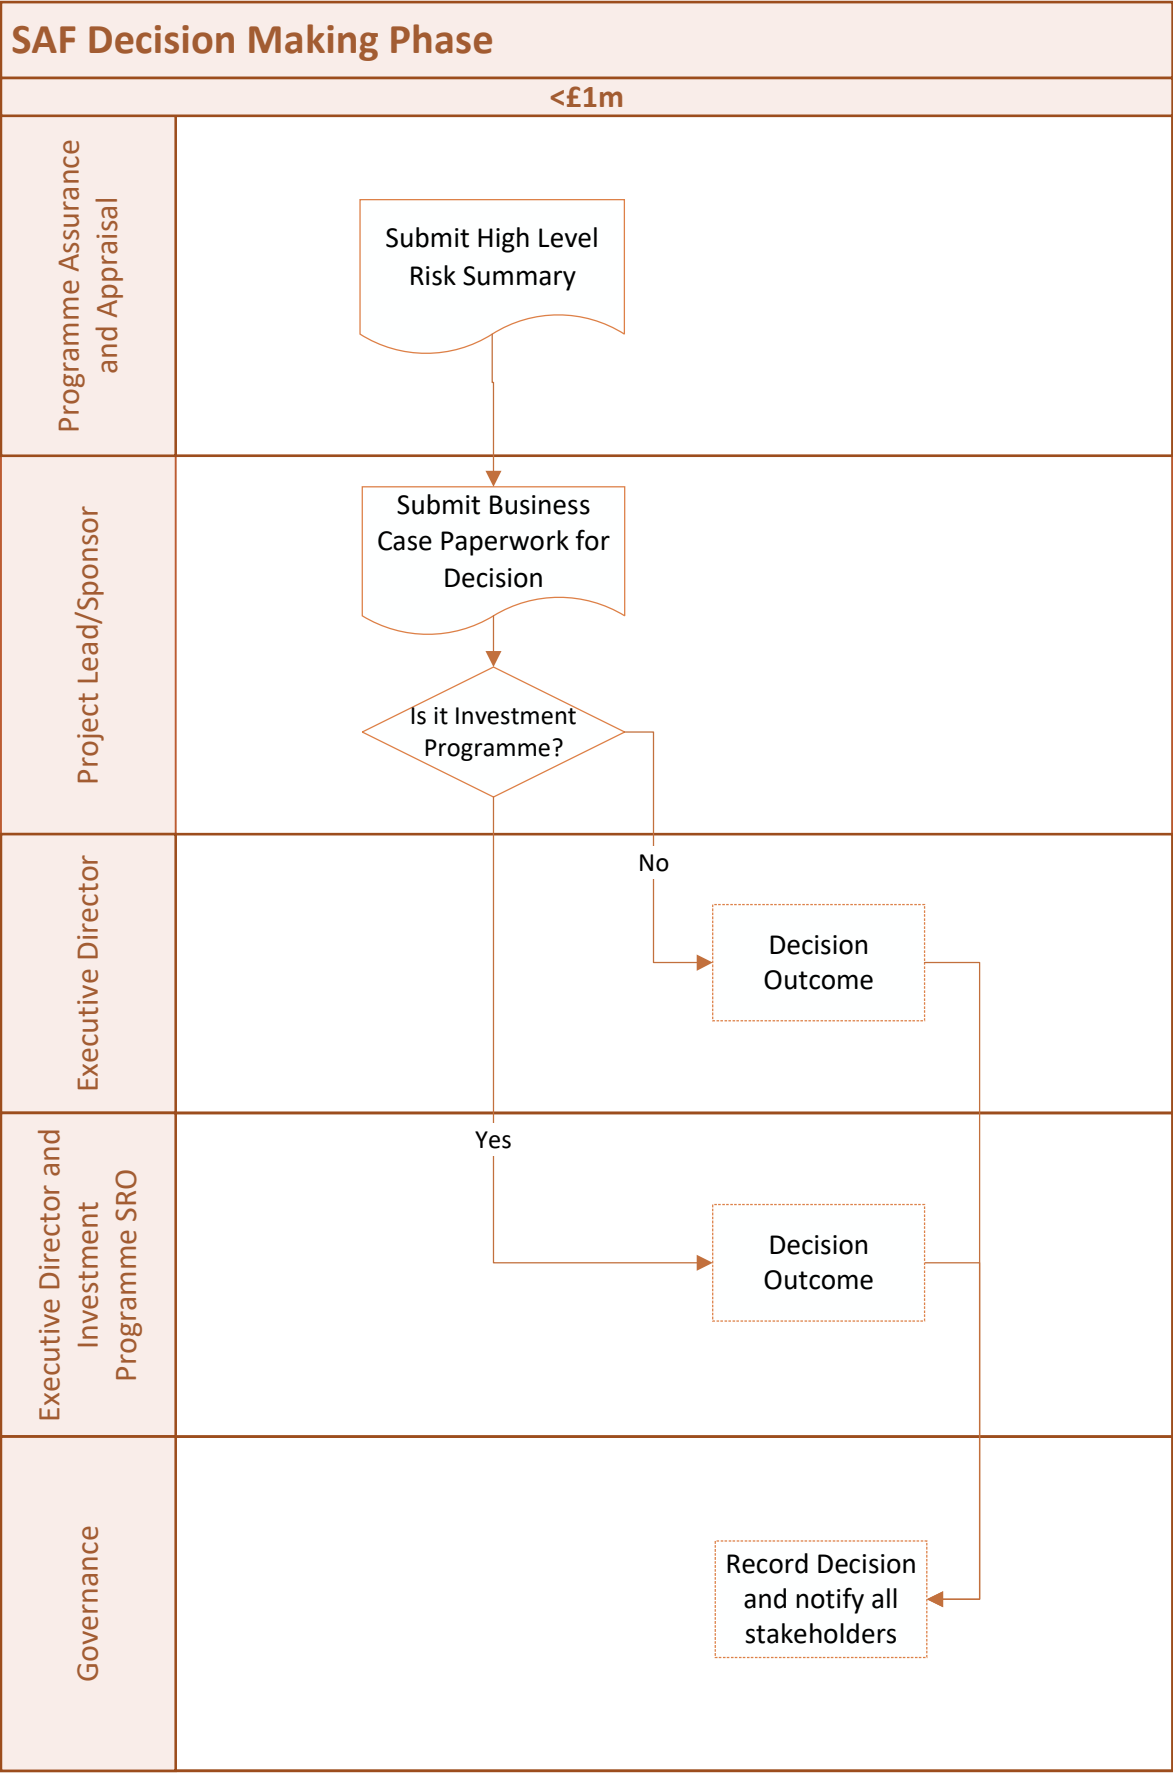 SAF Decision Making Phase
<£1m
Programme Assurance
and Appraisal
Submit High Level
Risk Summary
Project Lead/Sponsor
Submit Business
Case Paperwork for
Decision
Is it Investment
Programme?
Executive Director
No
Decision
Outcome
Executive Director and
Investment
Programme SRO
Yes
Decision
Outcome
Governance
Record Decision
and notify all
stakeholders